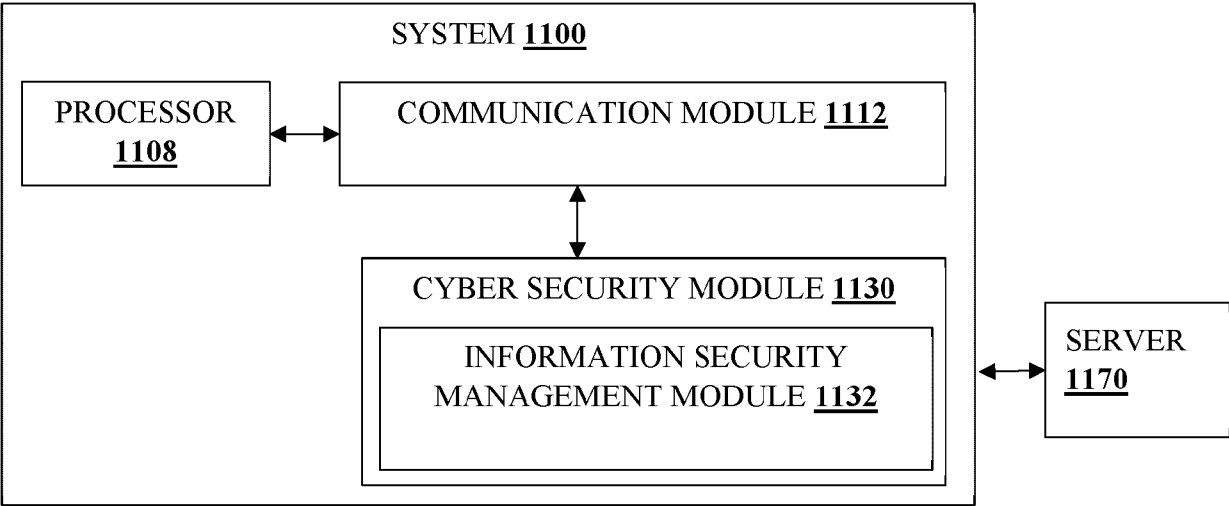 SYSTEM 1100
PROCESSOR
1108
COMMUNICATION MODULE 1112
CYBER SECURITY MODULE 1130
INFORMATION SECURITY
MANAGEMENT MODULE 1132
SERVER
1170